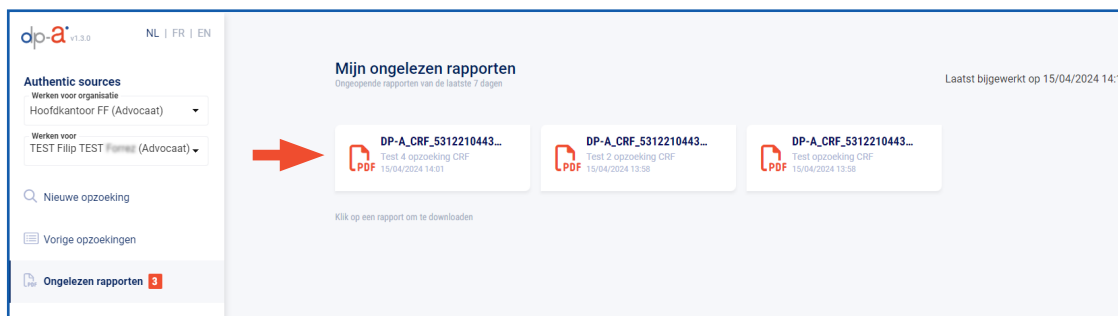 dp-a v1.3.0
NL | FR | EN
Authentic sources
Werken voor organisatie
Hoofdkantoor FF (Advocaat)
Werken voor
TEST Filip TEST (Advocaat)
Nieuwe opzoeking
Vorige opzoekingen
PDF Ongelezen rapporten 3
Mijn ongelezen rapporten
Ongeopende rapporten van de laatste 7 dagen
Laatst bijgewerkt op 15/04/2024
PDF
DP-A_CRF_5312210443...
Test 4 opzoeking CRF
15/04/2024 14:01
PDF
DP-A_CRF_5312210443...
Test 2 opzoeking CRF
15/04/2024 13:58
PDF
DP-A_CRF_5312210443...
Test opzoeking CRF
15/04/2024 13:58
Klik op een rapport om te downloaden